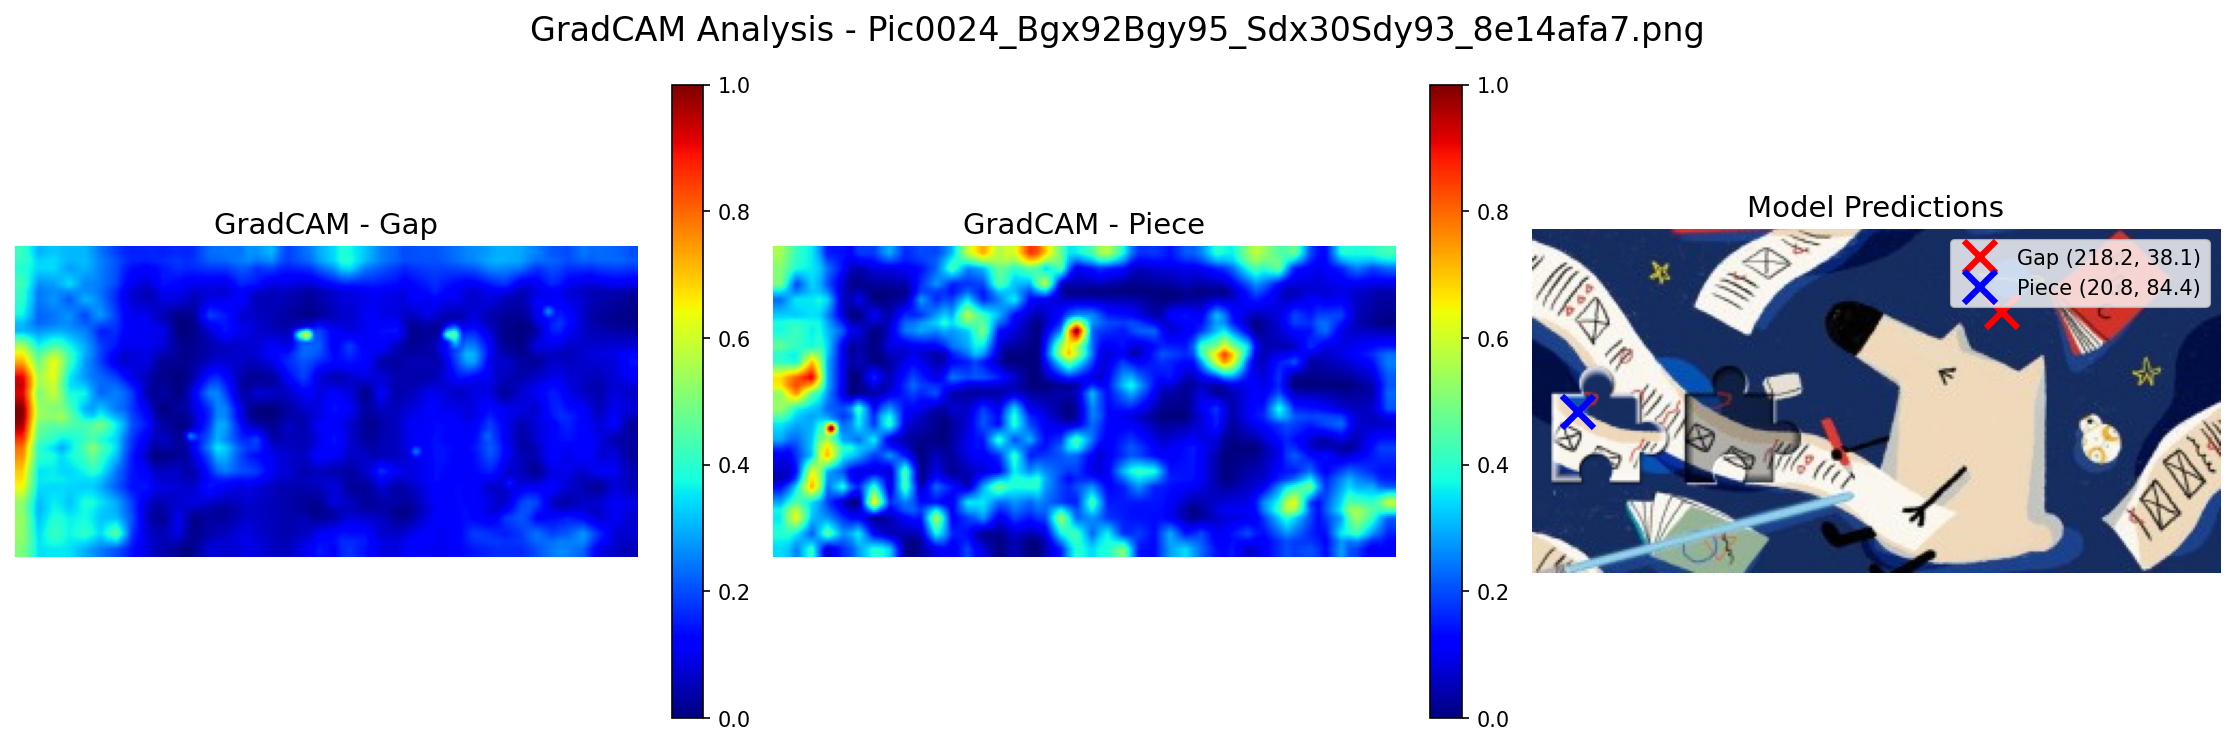 GradCAM Analysis - Pic0024_Bgx92Bgy95_Sdx30Sdy93_8e14afa7.png
GradCAM - Gap
1.0
0.8
0.6
0.4
0.2
0.0
GradCAM - Piece
1.0
0.8
0.6
0.4
0.2
0.0
Model Predictions
Gap (218.2, 38.1)
Piece (20.8, 84.4)